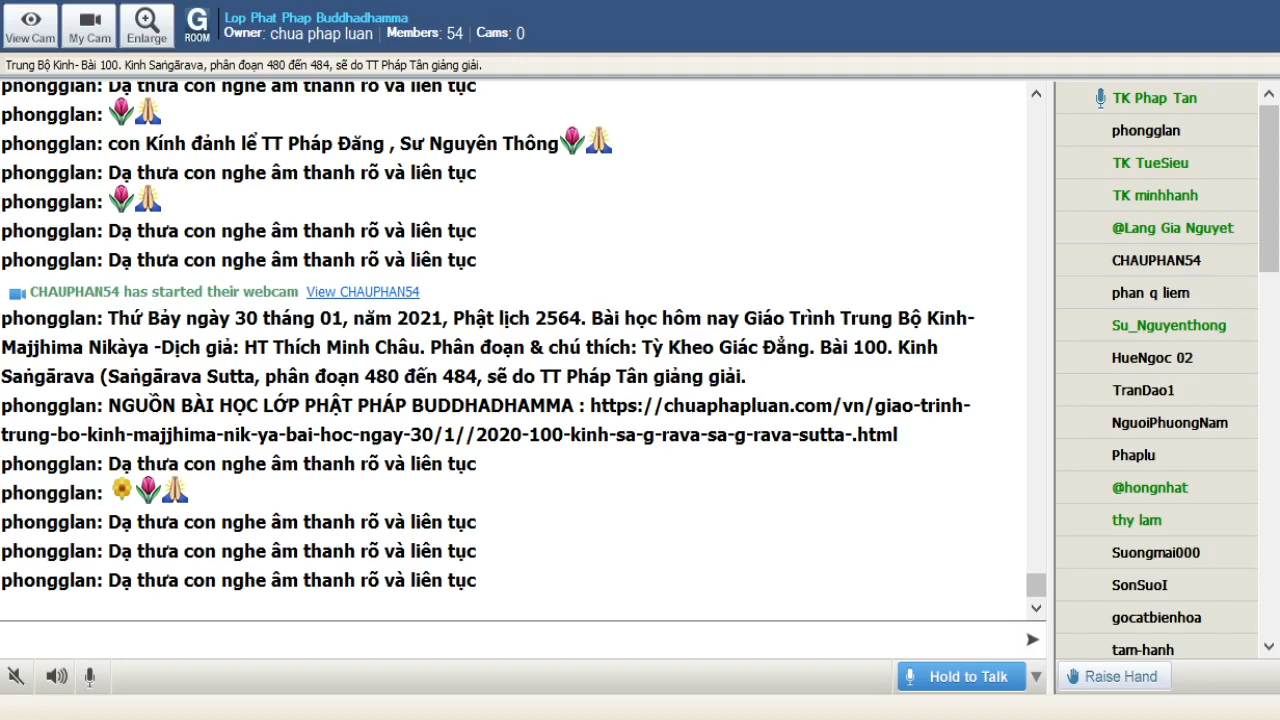 View Cam
My Cam
Enlarge
G
ROOM
Lop Phat Phap Buddhadhamma
Owner: chua phap luan | Members: 54 | Cams: 0
Trung Bộ Kinh- Bài 100. Kinh Saṅgārava, phân đoạn 480 đến 484, sẽ do TT Pháp Tân giảng giải.
phongglan: Dạ thưa con nghe âm thanh rõ và liên tục
phongglan: 🌷🙏
phongglan: con Kính đảnh lể TT Pháp Đăng , Sư Nguyên Thông🌷🙏
phongglan: Dạ thưa con nghe âm thanh rõ và liên tục
phongglan: 🌷🙏
phongglan: Dạ thưa con nghe âm thanh rõ và liên tục
phongglan: Dạ thưa con nghe âm thanh rõ và liên tục
CHAUPHAN54 has started their webcam View CHAUPHAN54
phongglan: Thứ Bảy ngày 30 tháng 01, năm 2021, Phật lịch 2564. Bài học hôm nay Giáo Trình Trung Bộ Kinh-
Majjhima Nikàya -Dịch giả: HT Thích Minh Châu. Phân đoạn & chú thích: Tỳ Kheo Giác Đẳng. Bài 100. Kinh
Saṅgārava (Saṅgārava Sutta, phân đoạn 480 đến 484, sẽ do TT Pháp Tân giảng giải.
phongglan: NGUỒN BÀI HỌC LỚP PHẬT PHÁP BUDDHADHAMMA : https://chuaphapluan.com/vn/giao-trinh-
trung-bo-kinh-majjhima-nik-ya-bai-hoc-ngay-30/1//2020-100-kinh-sa-g-rava-sa-g-rava-sutta-.html
phongglan: Dạ thưa con nghe âm thanh rõ và liên tục
phongglan: 🌼🌷🙏
phongglan: Dạ thưa con nghe âm thanh rõ và liên tục
phongglan: Dạ thưa con nghe âm thanh rõ và liên tục
phongglan: Dạ thưa con nghe âm thanh rõ và liên tục
TK Phap Tan
phongglan
TK TueSieu
TK minhhanh
@Lang Gia Nguyet
CHAUPHAN54
phan q liem
Su_Nguyenthong
HueNgoc 02
TranDao1
NguoiPhuongNam
Phaplu
@hongnhat
thy lam
Suongmai000
SonSuoI
gocatbienhoa
tam-hanh
Hold to Talk
Raise Hand